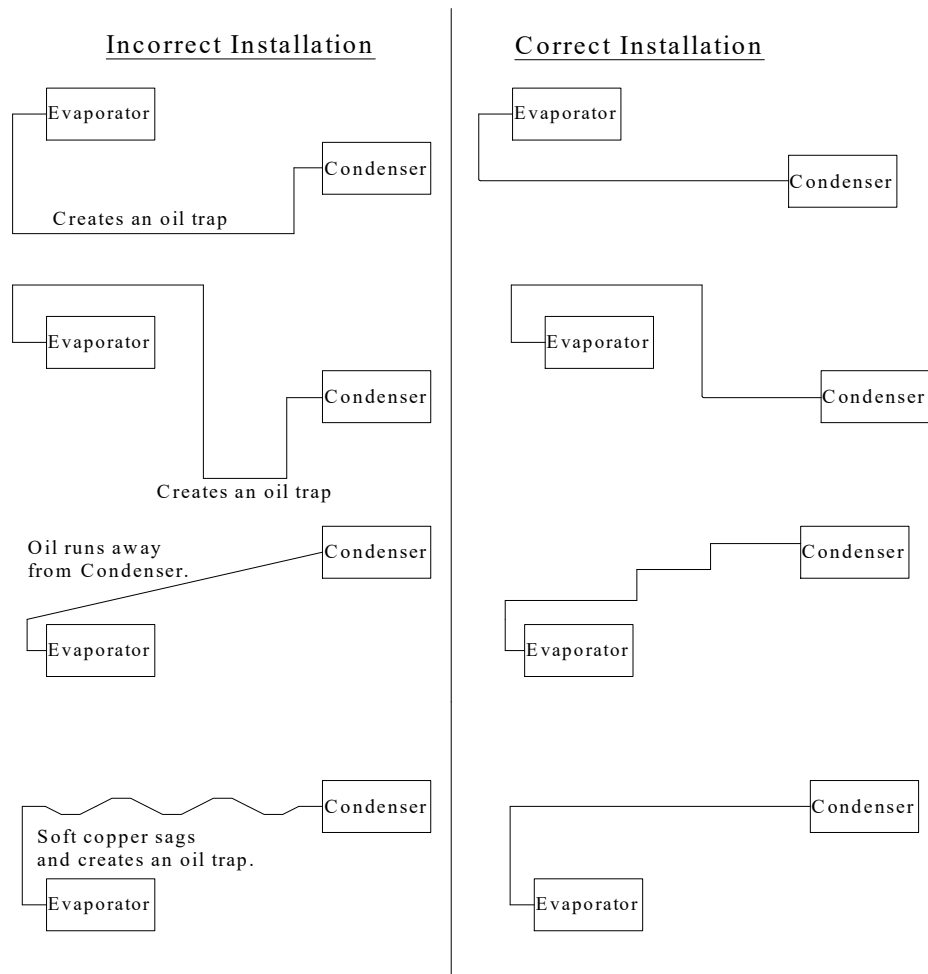 Incorrect Installation
Evaporator
Condenser
Creates an oil trap
Evaporator
Condenser
Creates an oil trap
Oil runs away
from Condenser.
Condenser
Evaporator
Condenser
Soft copper sags
and creates an oil trap.
Evaporator
Correct Installation
Evaporator
Condenser
Evaporator
Condenser
Condenser
Evaporator
Condenser
Evaporator